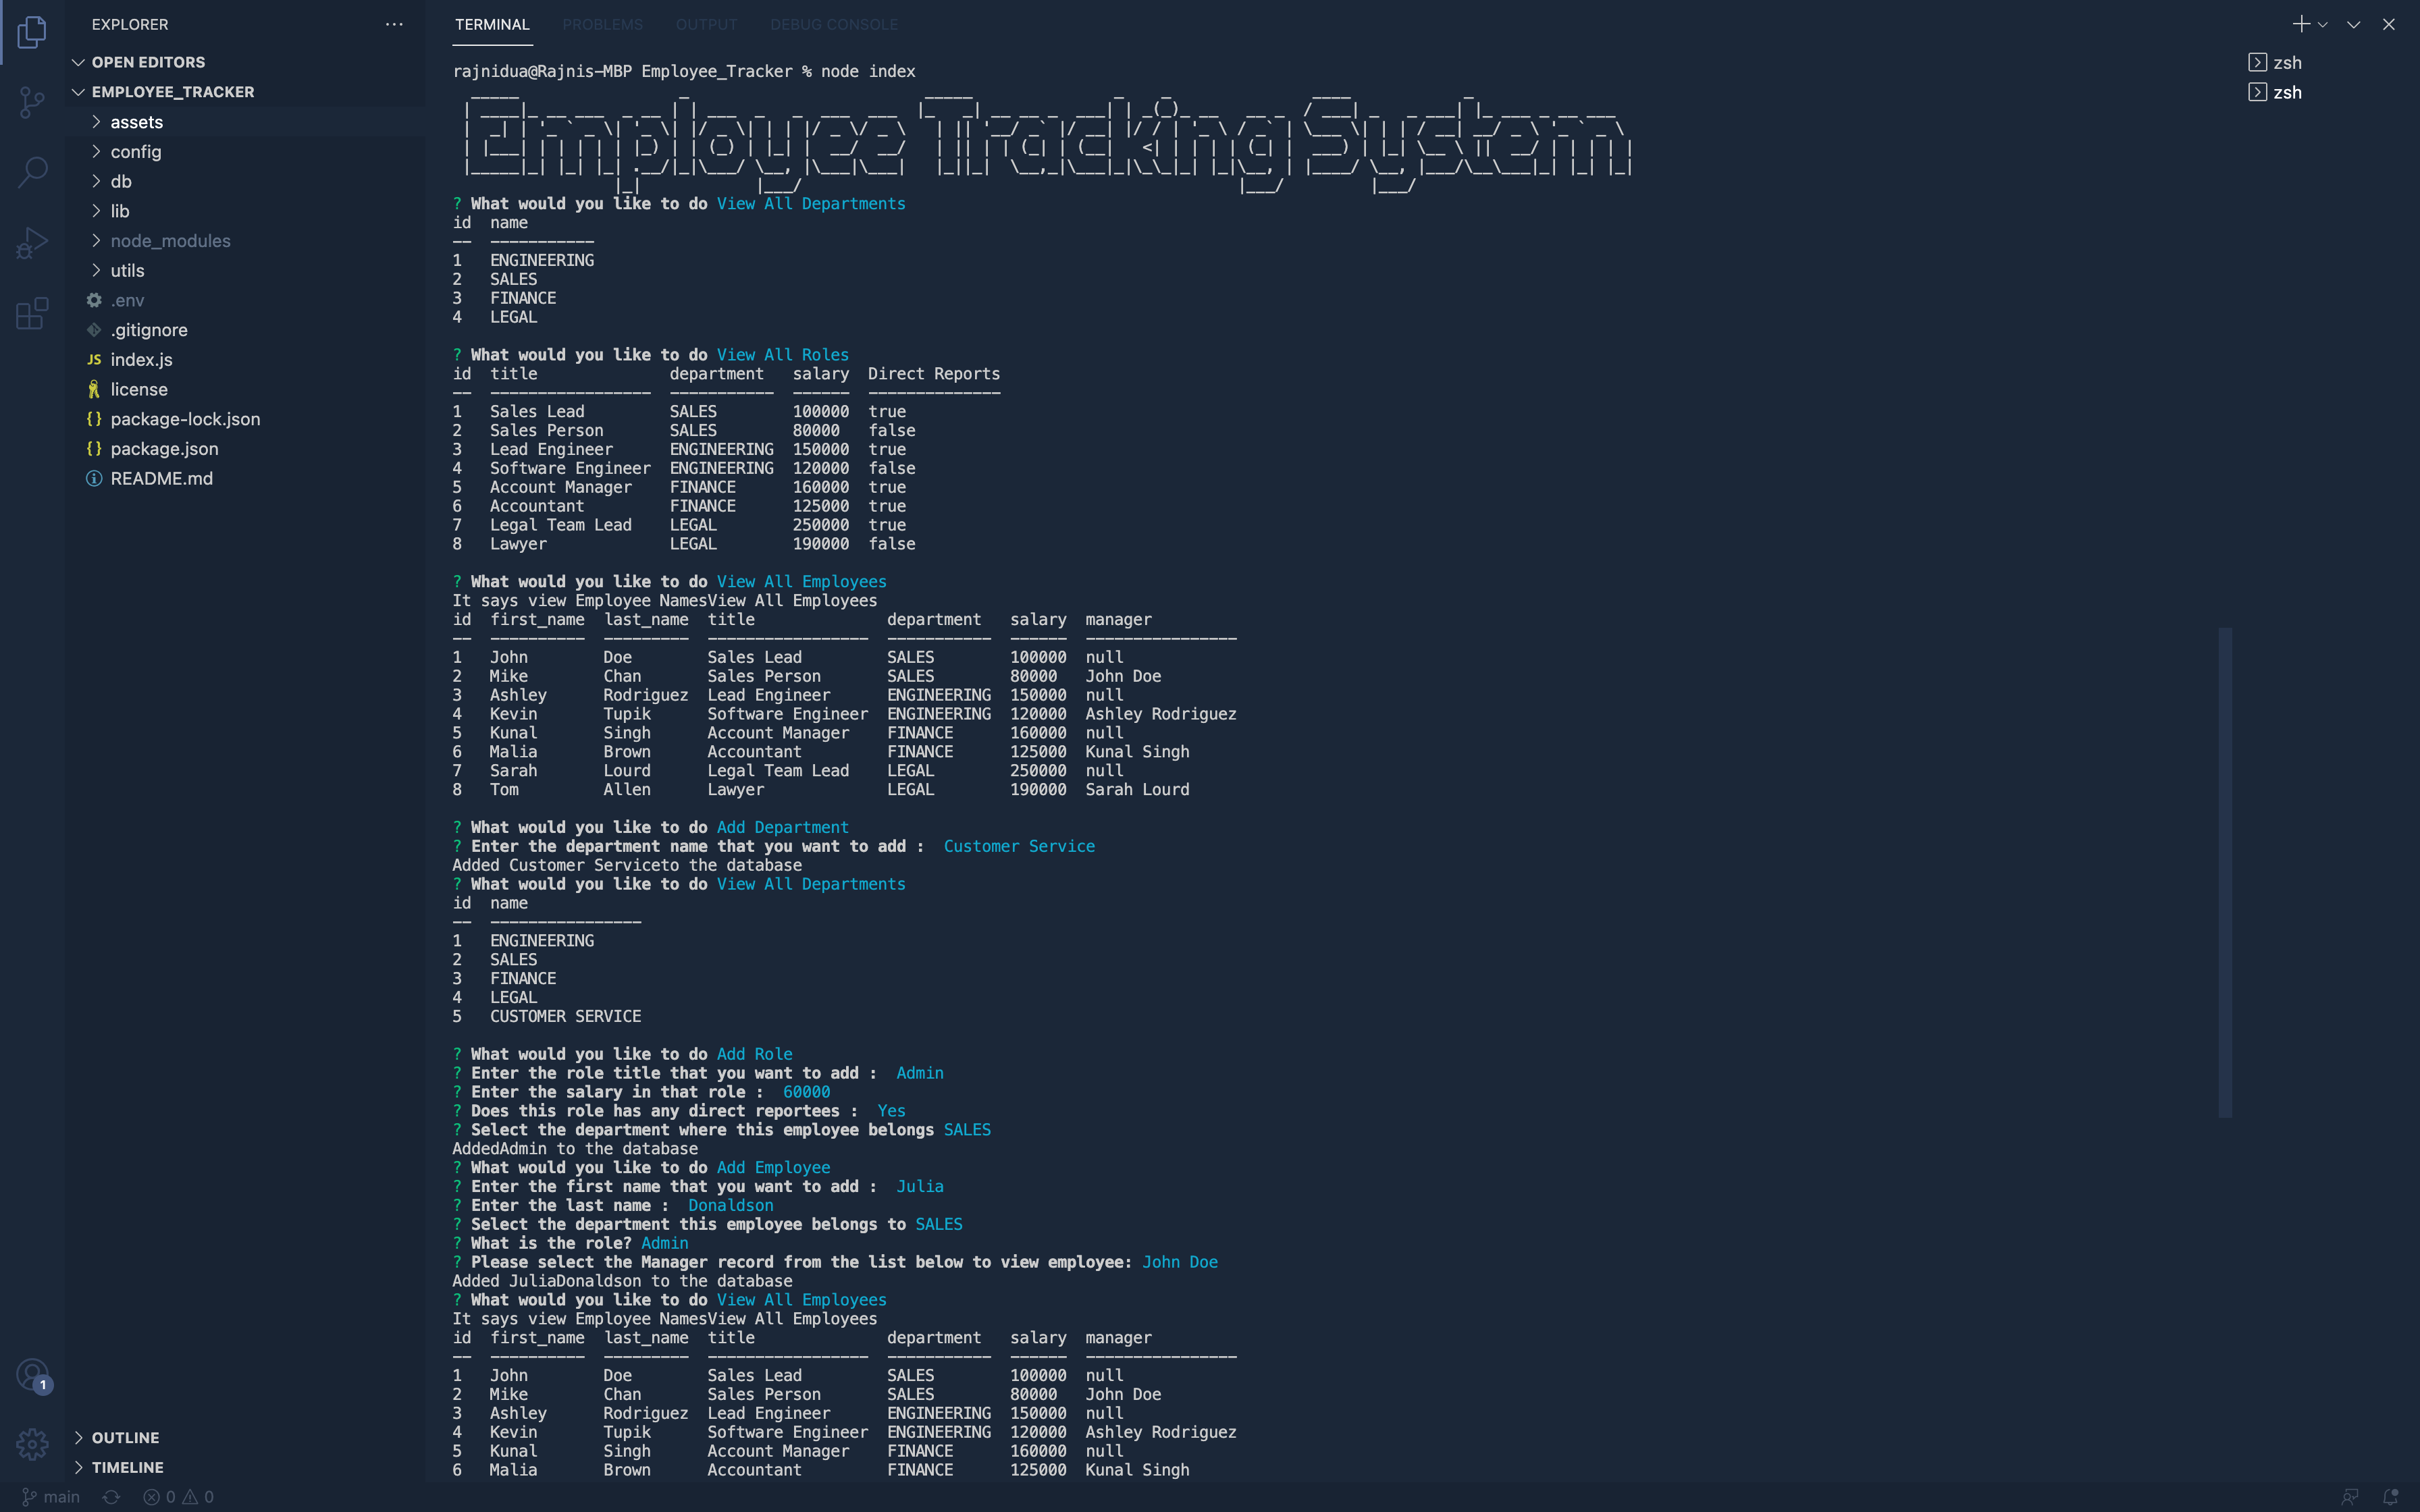 EXPLORER
OPEN EDITORS
EMPLOYEE_TRACKER
assets
config
db
lib
node_modules
utils
.env
.gitignore
JS index.js
license
{} package-lock.json
{} package.json
README.md
OUTLINE
TIMELINE
1
main
0 0
TERMINAL PROBLEMS OUTPUT DEBUG CONSOLE
zsh
zsh
rajnidua@Rajnis-MBP Employee_Tracker % node index
Employee Tracking System
? What would you like to do View All Departments
id name
-- -----------
1 ENGINEERING
2 SALES
3 FINANCE
4 LEGAL
? What would you like to do View All Roles
id title department salary Direct Reports
-- ----------------- ----------- ------ --------------
1 Sales Lead SALES 100000 true
2 Sales Person SALES 80000 false
3 Lead Engineer ENGINEERING 150000 true
4 Software Engineer ENGINEERING 120000 false
5 Account Manager FINANCE 160000 true
6 Accountant FINANCE 125000 true
7 Legal Team Lead LEGAL 250000 true
8 Lawyer LEGAL 190000 false
? What would you like to do View All Employees
It says view Employee NamesView All Employees
id first_name last_name title department salary manager
-- ---------- --------- ----------------- ----------- ------ ----------------
1 John Doe Sales Lead SALES 100000 null
2 Mike Chan Sales Person SALES 80000 John Doe
3 Ashley Rodriguez Lead Engineer ENGINEERING 150000 null
4 Kevin Tupik Software Engineer ENGINEERING 120000 Ashley Rodriguez
5 Kunal Singh Account Manager FINANCE 160000 null
6 Malia Brown Accountant FINANCE 125000 Kunal Singh
7 Sarah Lourd Legal Team Lead LEGAL 250000 null
8 Tom Allen Lawyer LEGAL 190000 Sarah Lourd
? What would you like to do Add Department
? Enter the department name that you want to add : Customer Service
Added Customer Serviceto the database
? What would you like to do View All Departments
id name
-- ----------------
1 ENGINEERING
2 SALES
3 FINANCE
4 LEGAL
5 CUSTOMER SERVICE
? What would you like to do Add Role
? Enter the role title that you want to add : Admin
? Enter the salary in that role : 60000
? Does this role has any direct reportees : Yes
? Select the department where this employee belongs SALES
AddedAdmin to the database
? What would you like to do Add Employee
? Enter the first name that you want to add : Julia
? Enter the last name : Donaldson
? Select the department this employee belongs to SALES
? What is the role? Admin
? Please select the Manager record from the list below to view employee: John Doe
Added JuliaDonaldson to the database
? What would you like to do View All Employees
It says view Employee NamesView All Employees
id first_name last_name title department salary manager
-- ---------- --------- ----------------- ----------- ------ ----------------
1 John Doe Sales Lead SALES 100000 null
2 Mike Chan Sales Person SALES 80000 John Doe
3 Ashley Rodriguez Lead Engineer ENGINEERING 150000 null
4 Kevin Tupik Software Engineer ENGINEERING 120000 Ashley Rodriguez
5 Kunal Singh Account Manager FINANCE 160000 null
6 Malia Brown Accountant FINANCE 125000 Kunal Singh